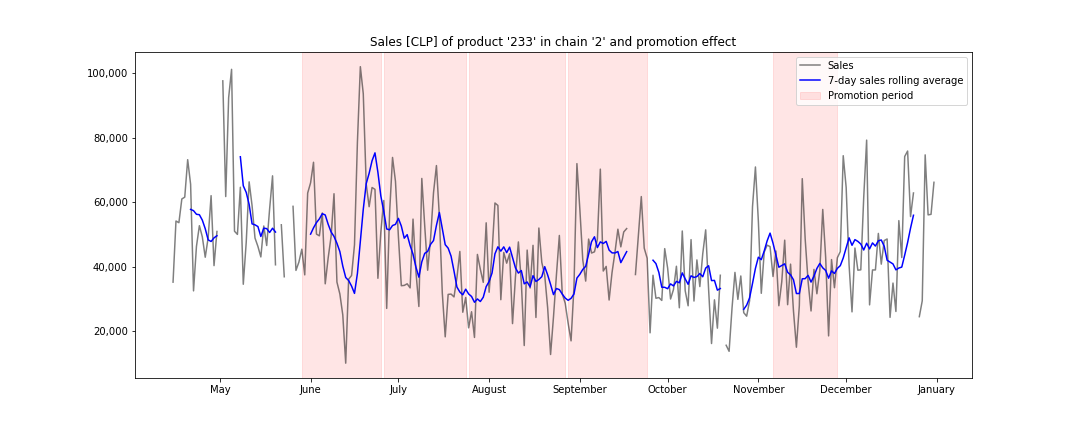 Sales [CLP] of product '233' in chain '2' and promotion effect
Sales
7-day sales rolling average
Promotion period
100,000
80,000
60,000
40,000
20,000
May June July August September October November December January